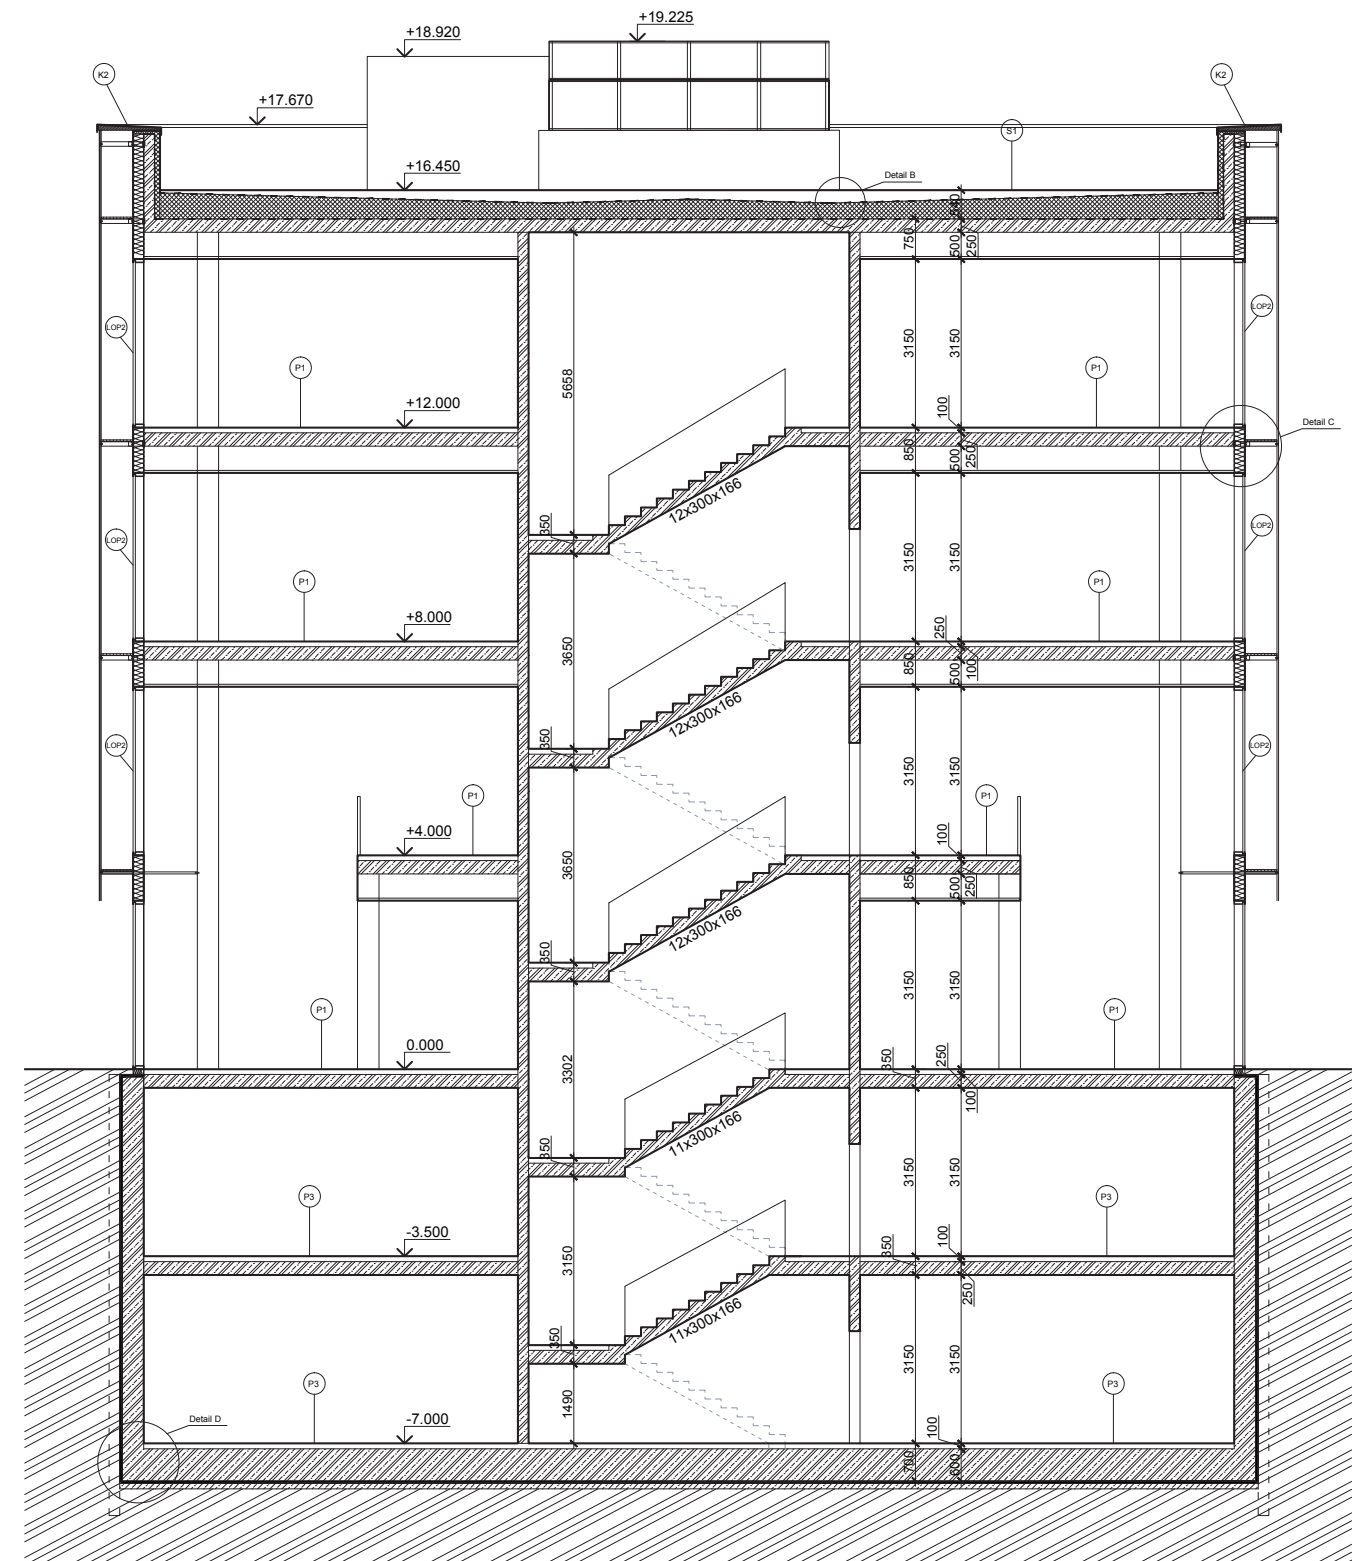 +19.225
+18.920
K2
K2
+17.670
S1
+16.450
Detail B
540
750
500
250
LOP2
LOP2
P1
P1
3150
3150
5658
+12.000
100
Detail C
850
500
250
12x300x166
350
LOP2
LOP2
P1
P1
3150
3150
+8.000
250
3650
850
500
100
12x300x166
350
LOP2
LOP2
3150
3150
P1
P1
+4.000
100
3650
850
500
250
12x300x166
350
3150
3150
P1
P1
0.000
350
250
3302
100
11x300x166
350
3150
3150
P3
P3
-3.500
350
100
3150
250
11x300x166
350
3150
3150
P3
P3
1490
Detail D
-7.000
100
700
600